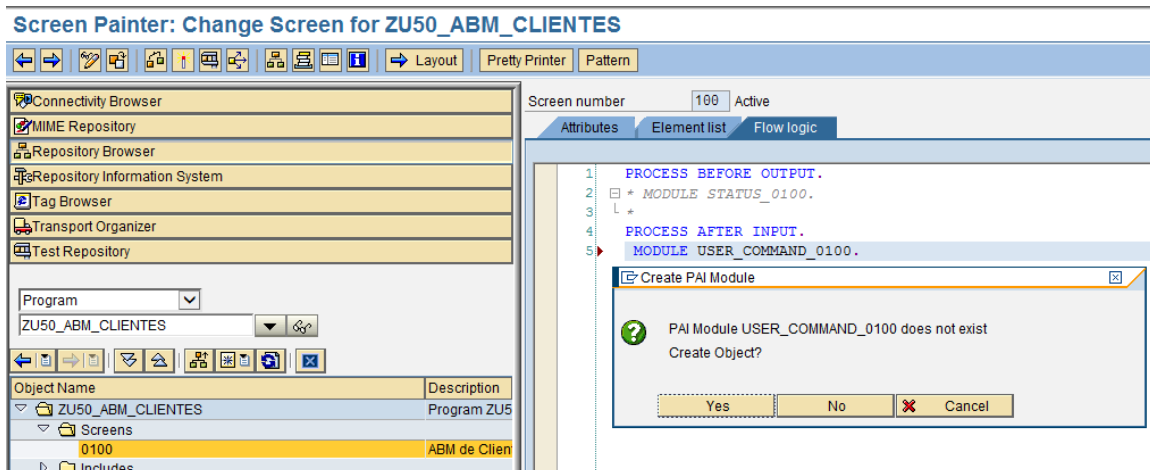 Screen Painter: Change Screen for ZU50_ABM_CLIENTES
Layout Pretty Printer Pattern
Connectivity Browser
MIME Repository
Repository Browser
Repository Information System
Tag Browser
Transport Organizer
Test Repository
Program
ZU50_ABM_CLIENTES
Object Name Description
ZU50_ABM_CLIENTES Program ZU5
Screens
0100 ABM de Clien
Includes
Screen number 100 Active
Attributes Element list Flow logic
1 PROCESS BEFORE OUTPUT.
2 * MODULE STATUS_0100.
3 *
4 PROCESS AFTER INPUT.
5 MODULE USER_COMMAND_0100.
Create PAI Module
PAI Module USER_COMMAND_0100 does not exist
Create Object?
Yes No Cancel